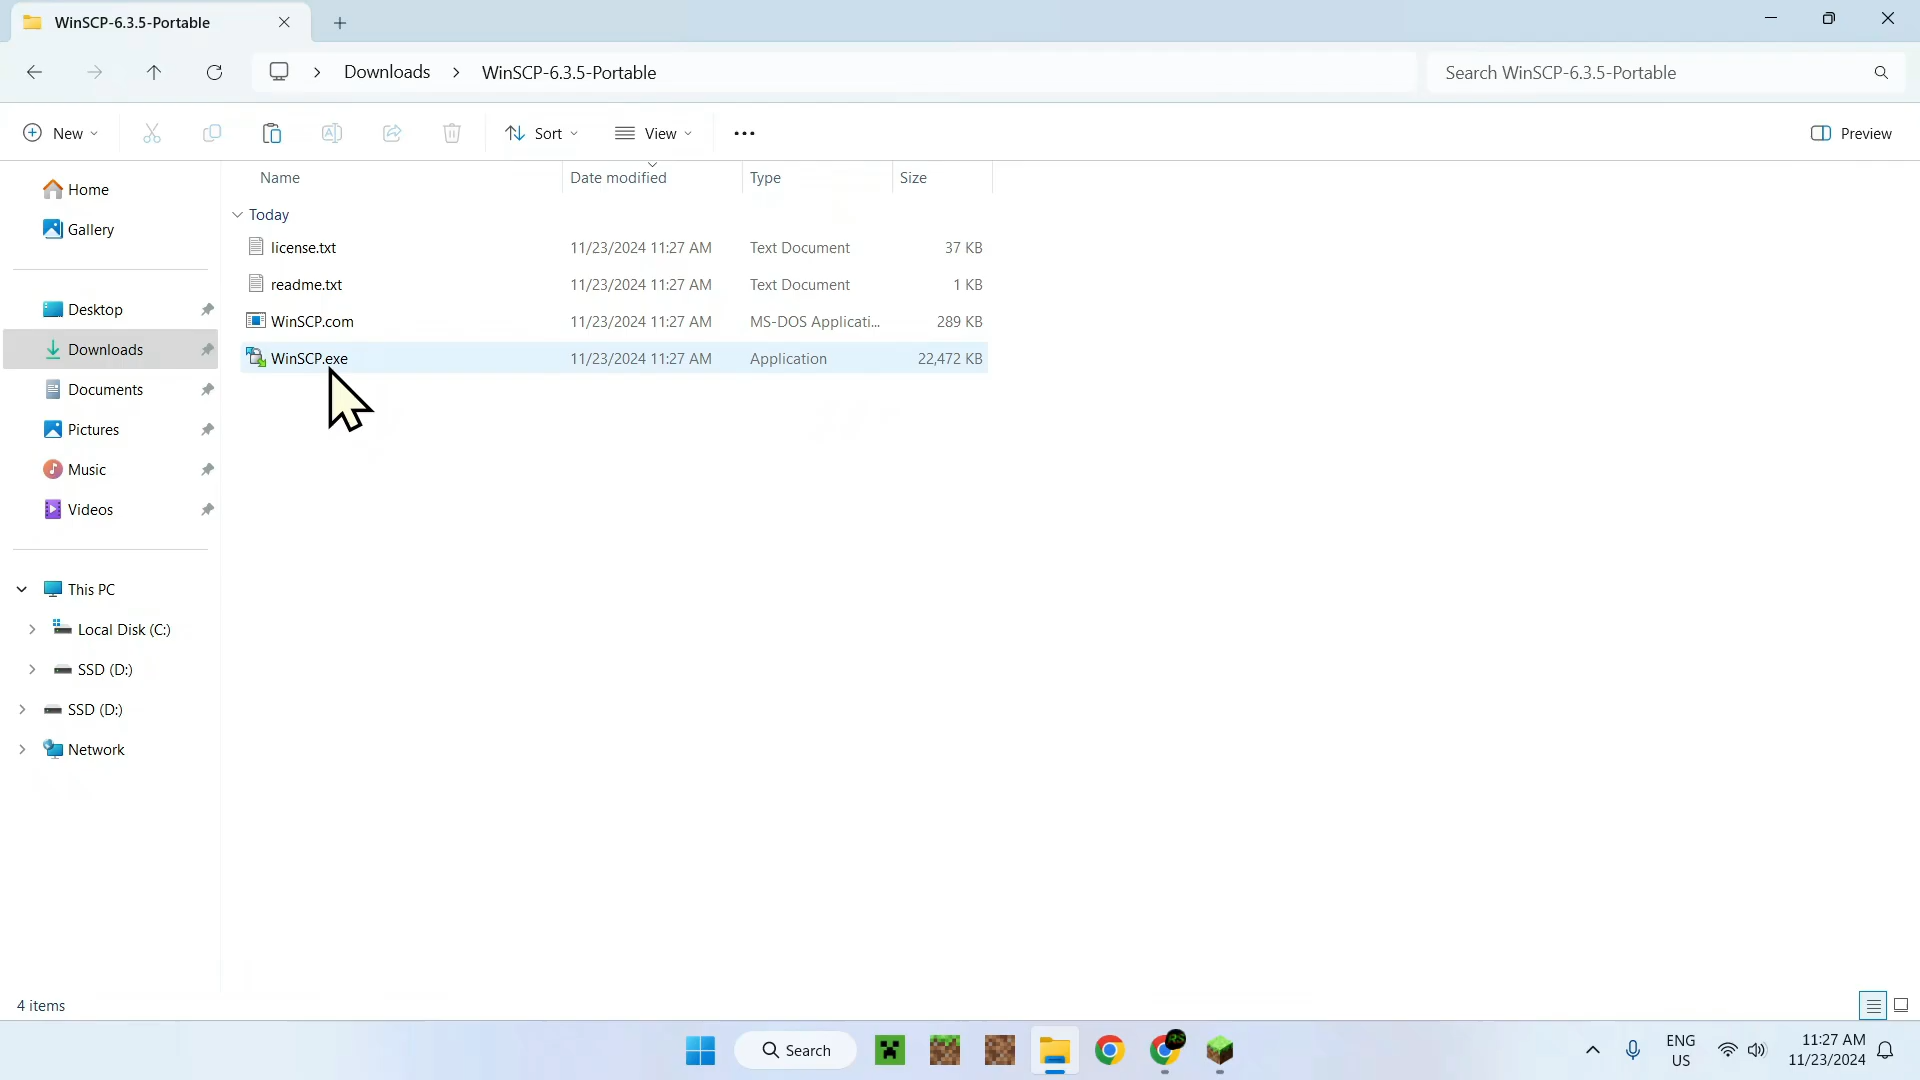 WinSCP-6.3.5-Portable
Downloads WinSCP-6.3.5-Portable
Search WinSCP-6.3.5-Portable
New Sort View Preview
Name Date modified Type Size
Home
Gallery
Desktop
Downloads
Documents
Pictures
Music
Videos
This PC
Local Disk (C:)
SSD (D:)
SSD (D:)
Network
Today
license.txt 11/23/2024 11:27 AM Text Document 37 KB
readme.txt 11/23/2024 11:27 AM Text Document 1 KB
WinSCP.com 11/23/2024 11:27 AM MS-DOS Applicati... 289 KB
WinSCP.exe 11/23/2024 11:27 AM Application 22,472 KB
4 items
Search
RS
ENG
US
11:27 AM
11/23/2024